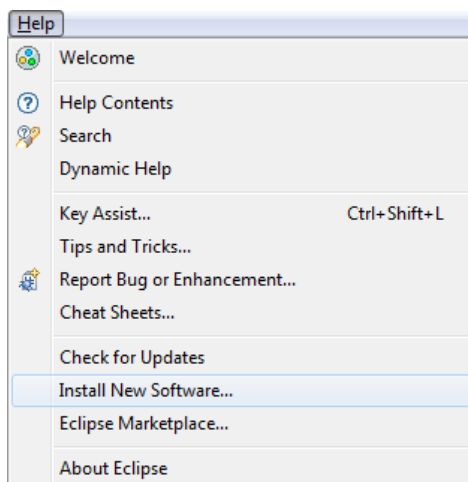 Help
Welcome
Help Contents
Search
Dynamic Help
Key Assist... Ctrl+Shift+L
Tips and Tricks...
Report Bug or Enhancement...
Cheat Sheets...
Check for Updates
Install New Software...
Eclipse Marketplace...
About Eclipse